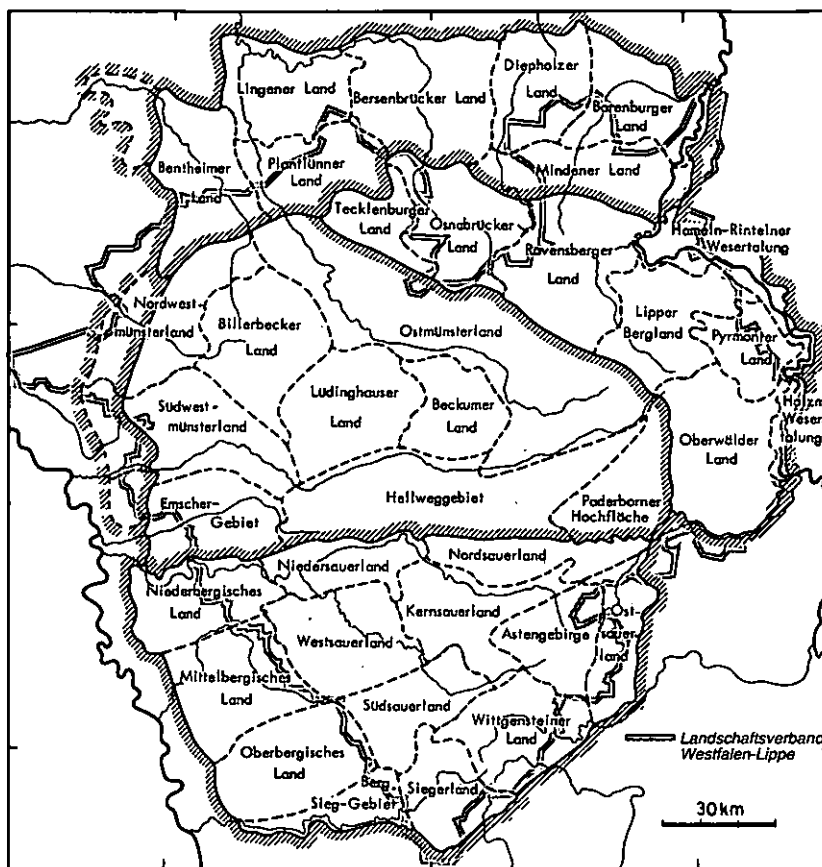 Lingener Land
Bersenbrücker Land
Diepholzer
Land
Barenburger
Land
Bentheimer
Land
Plantlünner
Land
Mindener Land
Tecklenburger
Land
Osnabrücker
Land
Ravensberger
Land
Hameln-Rintelner
Wesertalung
Nordwest-
münsterland
Billerbecker
Land
Ostmünsterland
Lipper
Bergland
Pyrmonter
Land
Südwest-
münsterland
Lüdinghauser
Land
Beckumer
Land
Oberwälder
Land
Holzm.
Weser-
talung
Emscher-
Gebiet
Hellweggebiet
Paderborner
Hochfläche
Niederbergisches
Land
Niedersauerland
Nordsauerland
Kernsauerland
Westsauerland
Astengebirge
Ost-
sauer-
land
Mittelbergisches
Land
Südsauerland
Wittgensteiner
Land
Oberbergisches
Land
Berg.
Sieg-Gebiet
Siegerland
Landschaftsverband
Westfalen-Lippe
30 km